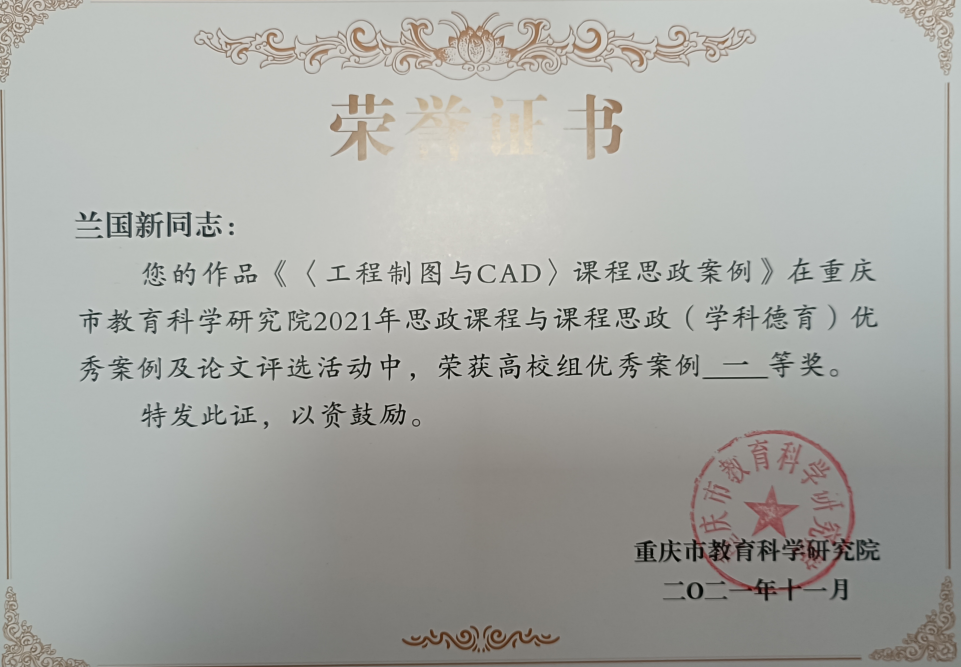 荣誉证书
兰国新同志：
您的作品《〈工程制图与CAD〉课程思政案例》在重庆
市教育科学研究院2021年思政课程与课程思政（学科德育）优
秀案例及论文评选活动中，荣获高校组优秀案例一等奖。
特发此证，以资鼓励。
重庆市教育科学研究院
重庆市教育科学研究院
二O二一年十一月